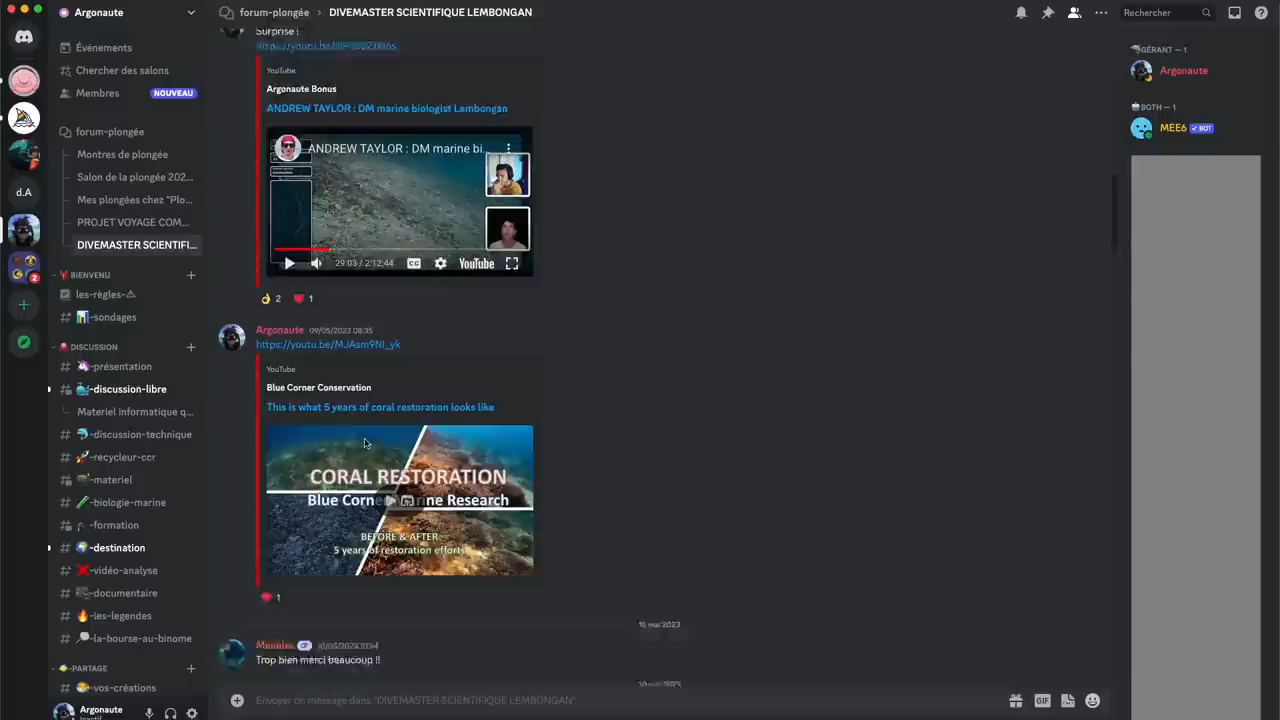 Argonaute
forum-plongée > DIVEMASTER SCIENTIFIQUE LEMBONGAN
Rechercher
Événements
Chercher des salons
Membres NOUVEAU
forum-plongée
Montres de plongée
Salon de la plongée 202...
Mes plongées chez "Plo...
PROJET VOYAGE COM...
DIVEMASTER SCIENTIFI...
d.A
2
BIENVENU
les-règles-⚠
-sondages
DISCUSSION
-présentation
-discussion-libre
Materiel informatique q...
-discussion-technique
-recycleur-ccr
-materiel
-biologie-marine
-formation
-destination
-vidéo-analyse
-documentaire
-les-legendes
-la-bourse-au-binome
-PARTAGE
-vos-créations
Argonaute
Inactif
Surprise !
YouTube
Argonaute Bonus
ANDREW TAYLOR : DM marine biologist Lembongan
ANDREW TAYLOR : DM marine bi...
29:03 / 2:12:44
CC
YouTube
2
1
Argonaute 09/05/2023 08:35
https://youtu.be/MJAsm9NI_yk
YouTube
Blue Corner Conservation
This is what 5 years of coral restoration looks like
CORAL RESTORATION
Blue Corner Marine Research
BEFORE & AFTER
5 years of restoration efforts
1
10 mai 2023
Trop bien merci beaucoup !!
Envoyer un message dans "DIVEMASTER SCIENTIFIQUE LEMBONGAN"
GIF
GÉRANT — 1
Argonaute
BOTH — 1
MEE6 ✓ BOT